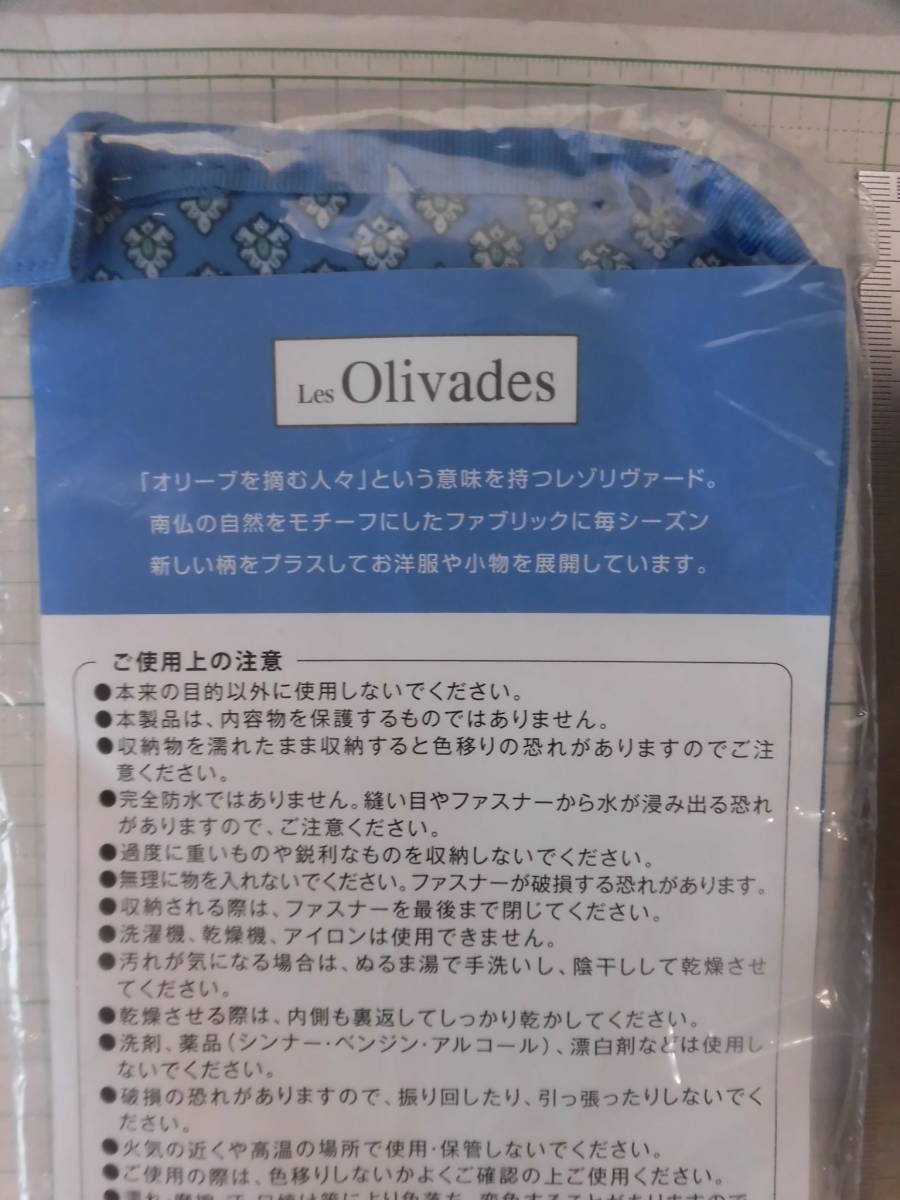 Les Olivades
「オリーブを摘む人々」という意味を持つレゾリヴァード。
南仏の自然をモチーフにしたファブリックに毎シーズン
新しい柄をプラスしてお洋服や小物を展開しています。
ご使用上の注意
●本来の目的以外に使用しないでください。
●本製品は、内容物を保護するものではありません。
●収納物を濡れたまま収納すると色移りの恐れがありますのでご注
意ください。
●完全防水ではありません。縫い目やファスナーから水が浸み出る恐れ
がありますので、ご注意ください。
●過度に重いものや鋭利なものを収納しないでください。
●無理に物を入れないでください。ファスナーが破損する恐れがあります。
●収納される際は、ファスナーを最後まで閉じてください。
●洗濯機、乾燥機、アイロンは使用できません。
●汚れが気になる場合は、ぬるま湯で手洗いし、陰干しして乾燥させ
てください。
●乾燥させる際は、内側も裏返してしっかり乾かしてください。
●洗剤、薬品（シンナー・ベンジン・アルコール）、漂白剤などは使用し
ないでください。
●破損の恐れがありますので、振り回したり、引っ張ったりしないでく
ださい。
●火気の近くや高温の場所で使用・保管しないでください。
●ご使用の際は、色移りしないかよくご確認の上ご使用ください。